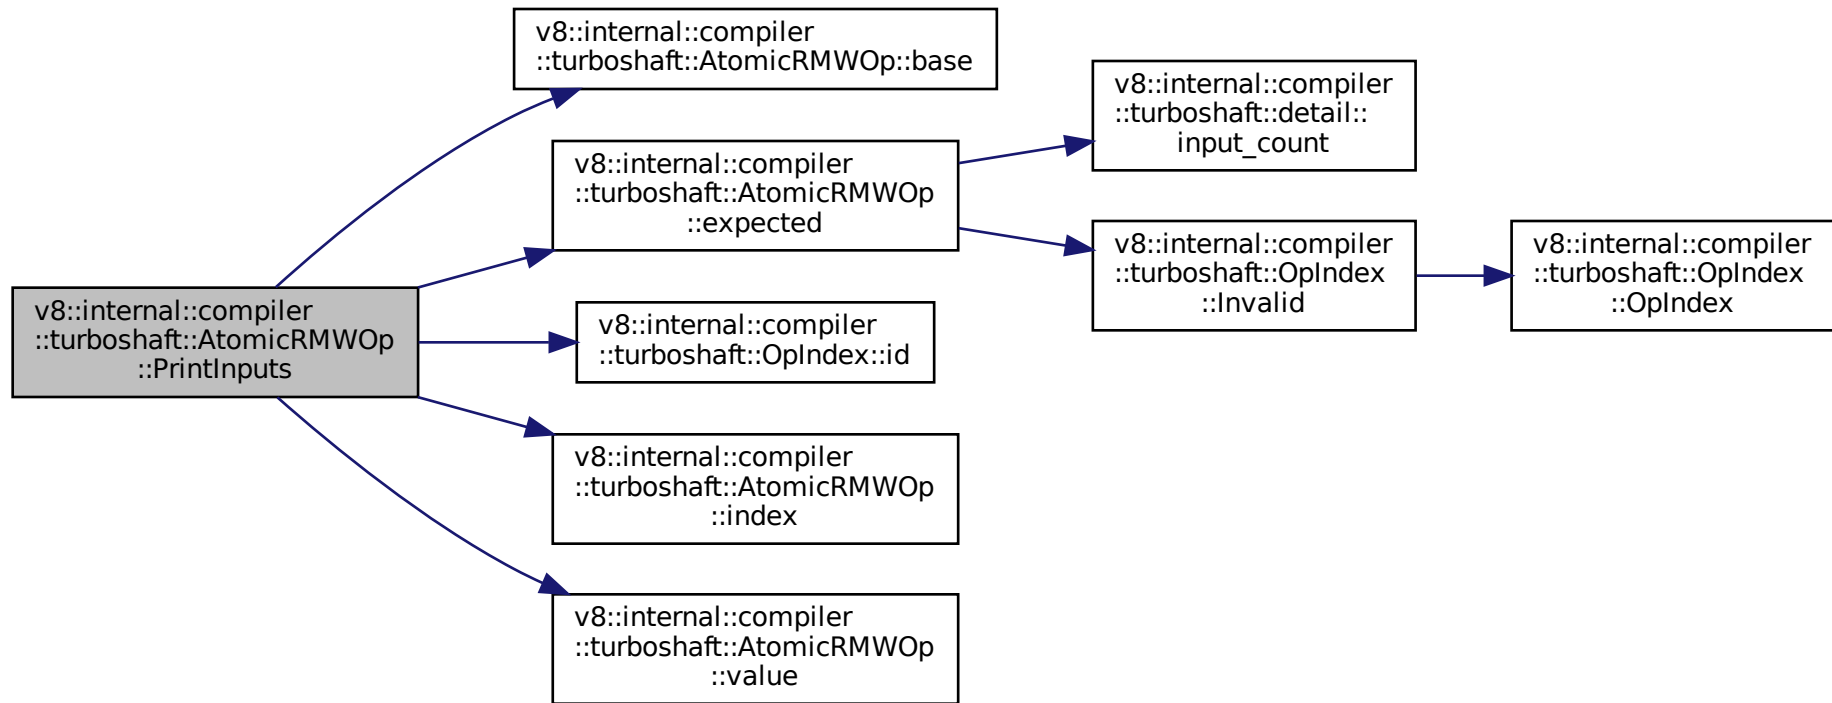 v8::internal::compiler
::turboshaft::AtomicRMWOp
::PrintInputs
v8::internal::compiler
::turboshaft::AtomicRMWOp::base
v8::internal::compiler
::turboshaft::AtomicRMWOp
::expected
v8::internal::compiler
::turboshaft::detail::
input_count
v8::internal::compiler
::turboshaft::OpIndex
::Invalid
v8::internal::compiler
::turboshaft::OpIndex
::OpIndex
v8::internal::compiler
::turboshaft::OpIndex::id
v8::internal::compiler
::turboshaft::AtomicRMWOp
::index
v8::internal::compiler
::turboshaft::AtomicRMWOp
::value